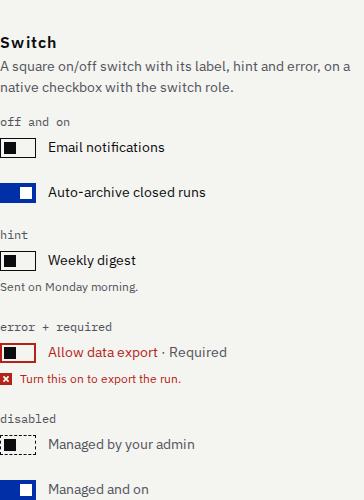 Switch
A square on/off switch with its label, hint and error, on a
native checkbox with the switch role.
off and on
Email notifications
Auto-archive closed runs
hint
Weekly digest
Sent on Monday morning.
error + required
Allow data export · Required
Turn this on to export the run.
disabled
Managed by your admin
Managed and on